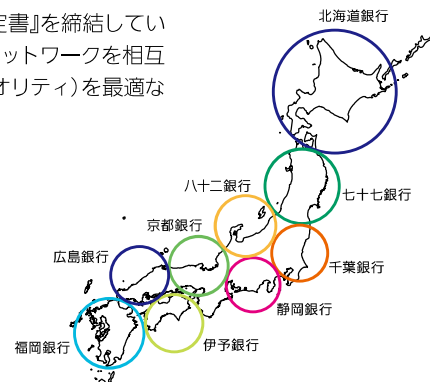 定書』を締結してい
ットワークを相互
オリティ）を最適な
北海道銀行
八十二銀行
七十七銀行
京都銀行
広島銀行
千葉銀行
静岡銀行
伊予銀行
福岡銀行